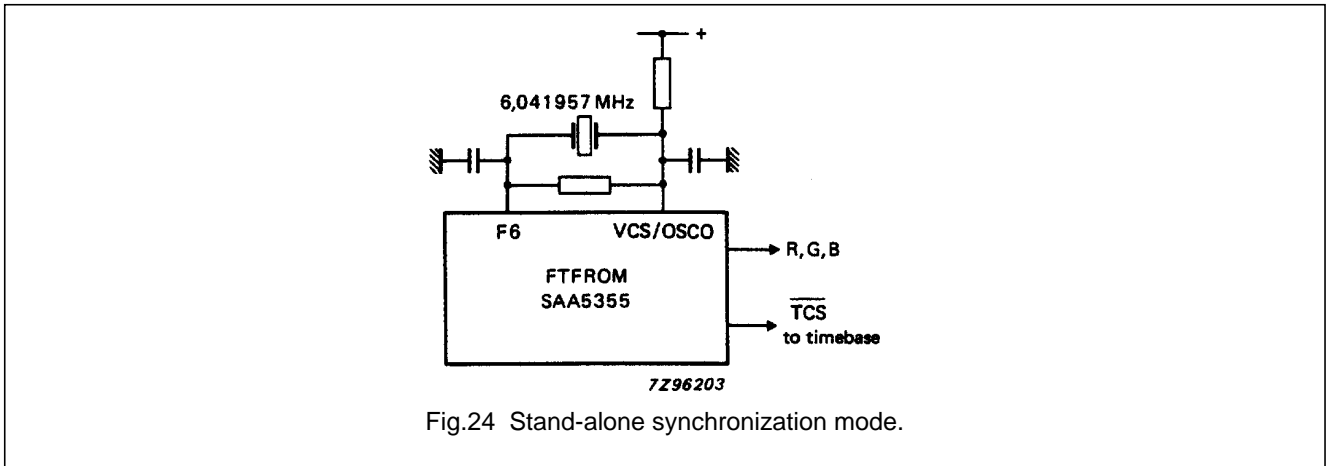 +
6,041957 MHz
F6
VCS/OSCO
R, G, B
FTFROM
SAA5355
TCS
to timebase
7Z96203
Fig.24 Stand-alone synchronization mode.